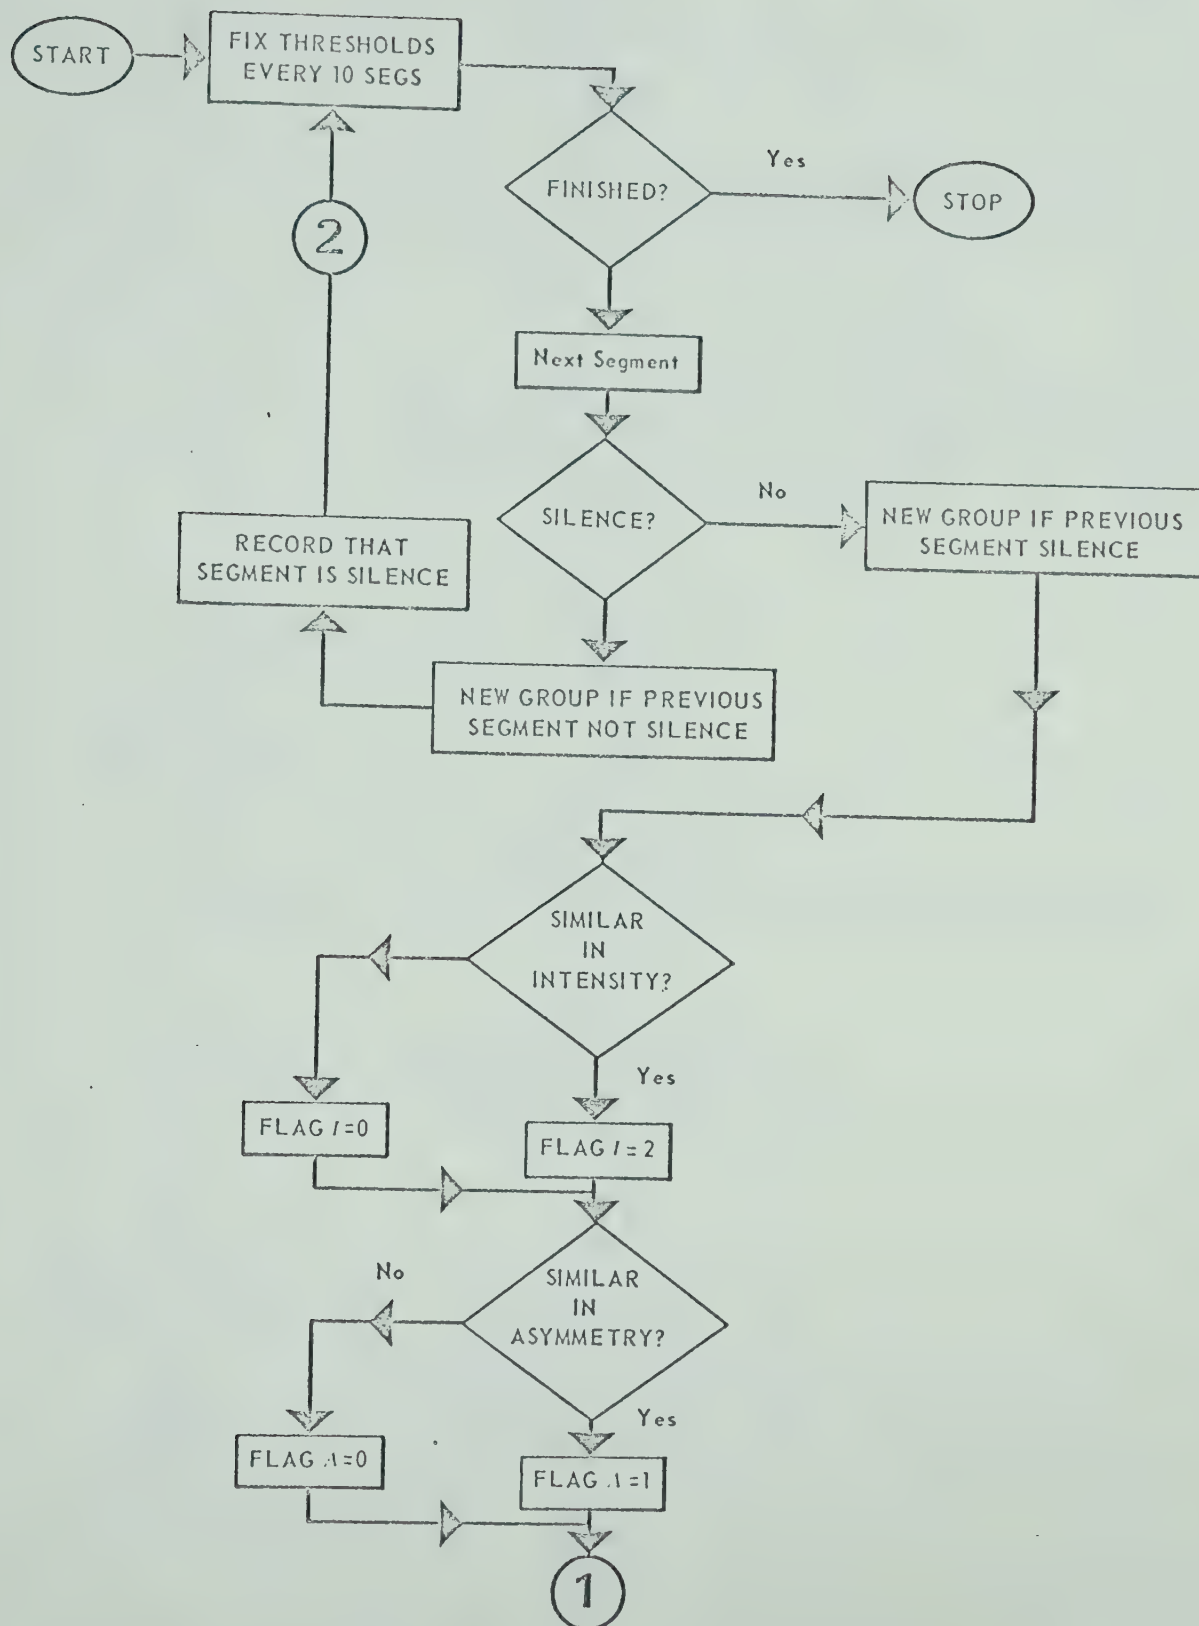 START
FIX THRESHOLDS
EVERY 10 SEGS
FINISHED?
Yes
STOP
2
Next Segment
SILENCE?
No
NEW GROUP IF PREVIOUS
SEGMENT SILENCE
RECORD THAT
SEGMENT IS SILENCE
NEW GROUP IF PREVIOUS
SEGMENT NOT SILENCE
SIMILAR
IN
INTENSITY?
Yes
FLAG I=0
FLAG I=2
No
SIMILAR
IN
ASYMMETRY?
Yes
FLAG A=0
FLAG A=1
1